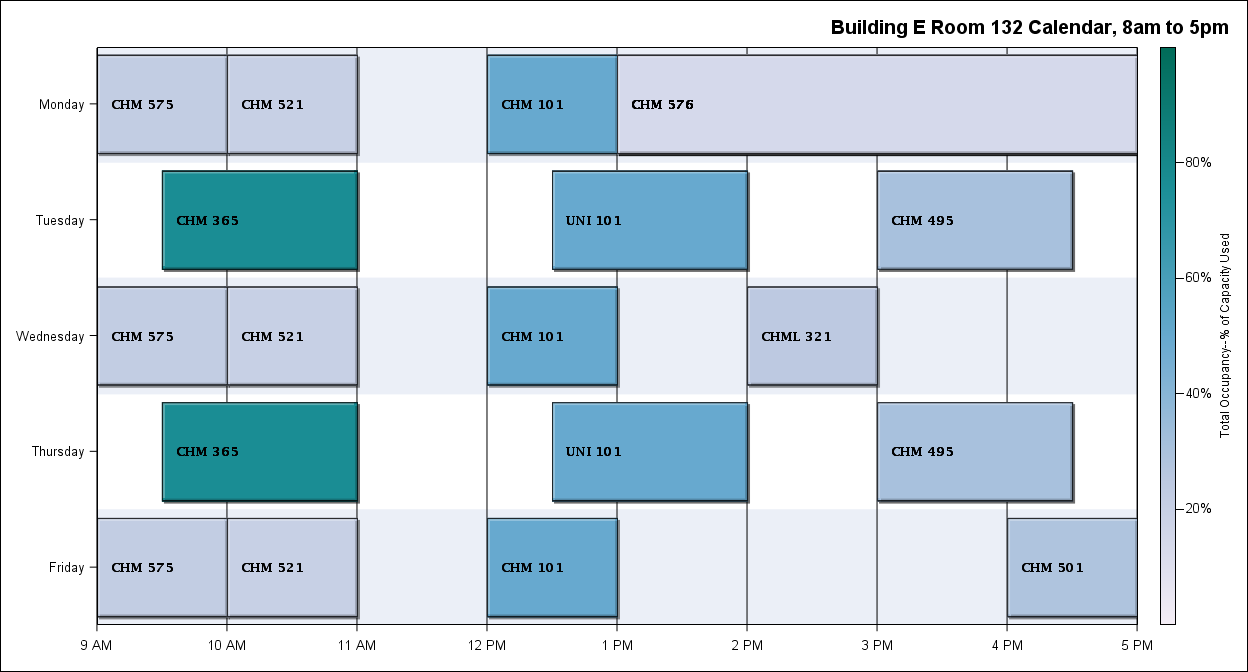 Building E Room 132 Calendar, 8am to 5pm
Monday
CHM 575
CHM 521
CHM 101
CHM 576
Tuesday
CHM 365
UNI 101
CHM 495
Wednesday
CHM 575
CHM 521
CHM 101
CHML 321
Thursday
CHM 365
UNI 101
CHM 495
Friday
CHM 575
CHM 521
CHM 101
CHM 501
9 AM
10 AM
11 AM
12 PM
1 PM
2 PM
3 PM
4 PM
5 PM
80%
60%
40%
20%
Total Occupancy--% of Capacity Used